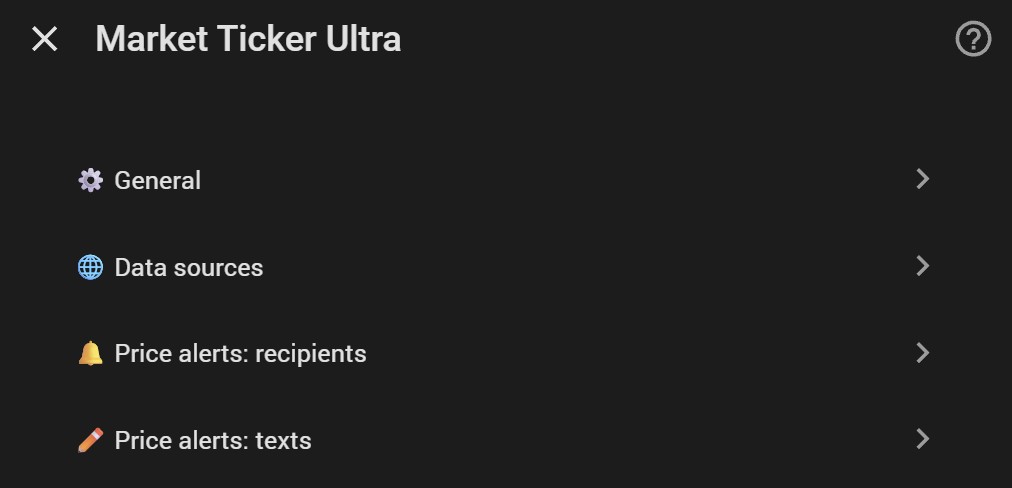 Market Ticker Ultra
General
Data sources
Price alerts: recipients
Price alerts: texts